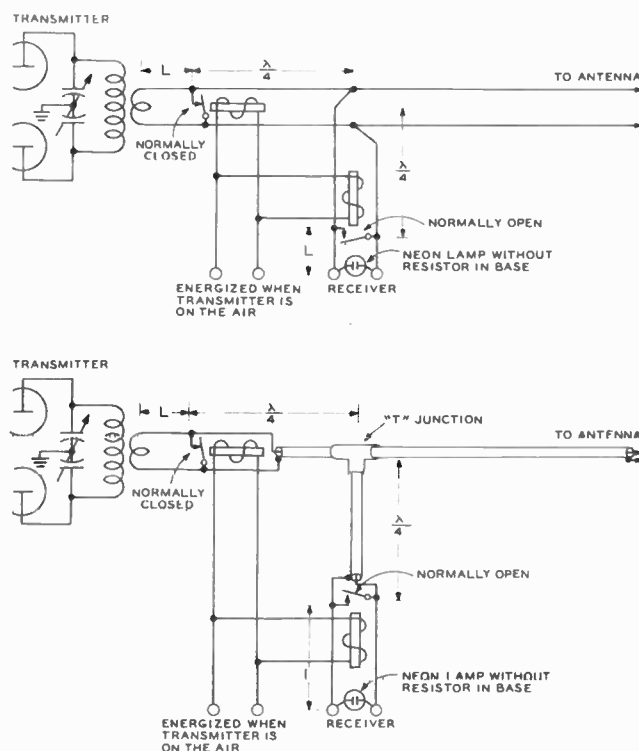 TRANSMITTER
L
λ/4
TO ANTENNA
NORMALLY
CLOSED
λ/4
NORMALLY OPEN
L
NEON LAMP WITHOUT
RESISTOR IN BASE
ENERGIZED WHEN
TRANSMITTER IS
ON THE AIR
RECEIVER
TRANSMITTER
"T" JUNCTION
L
λ/4
TO ANTENNA
NORMALLY
CLOSED
λ/4
NORMALLY OPEN
L
NEON LAMP WITHOUT
RESISTOR IN BASE
ENERGIZED WHEN
TRANSMITTER IS
ON THE AIR
RECEIVER